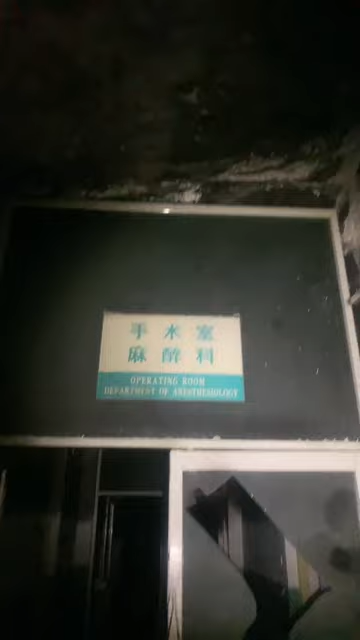 手术室
麻醉科
OPERATING ROOM
DEPARTMENT OF ANESTHESIOLOGY